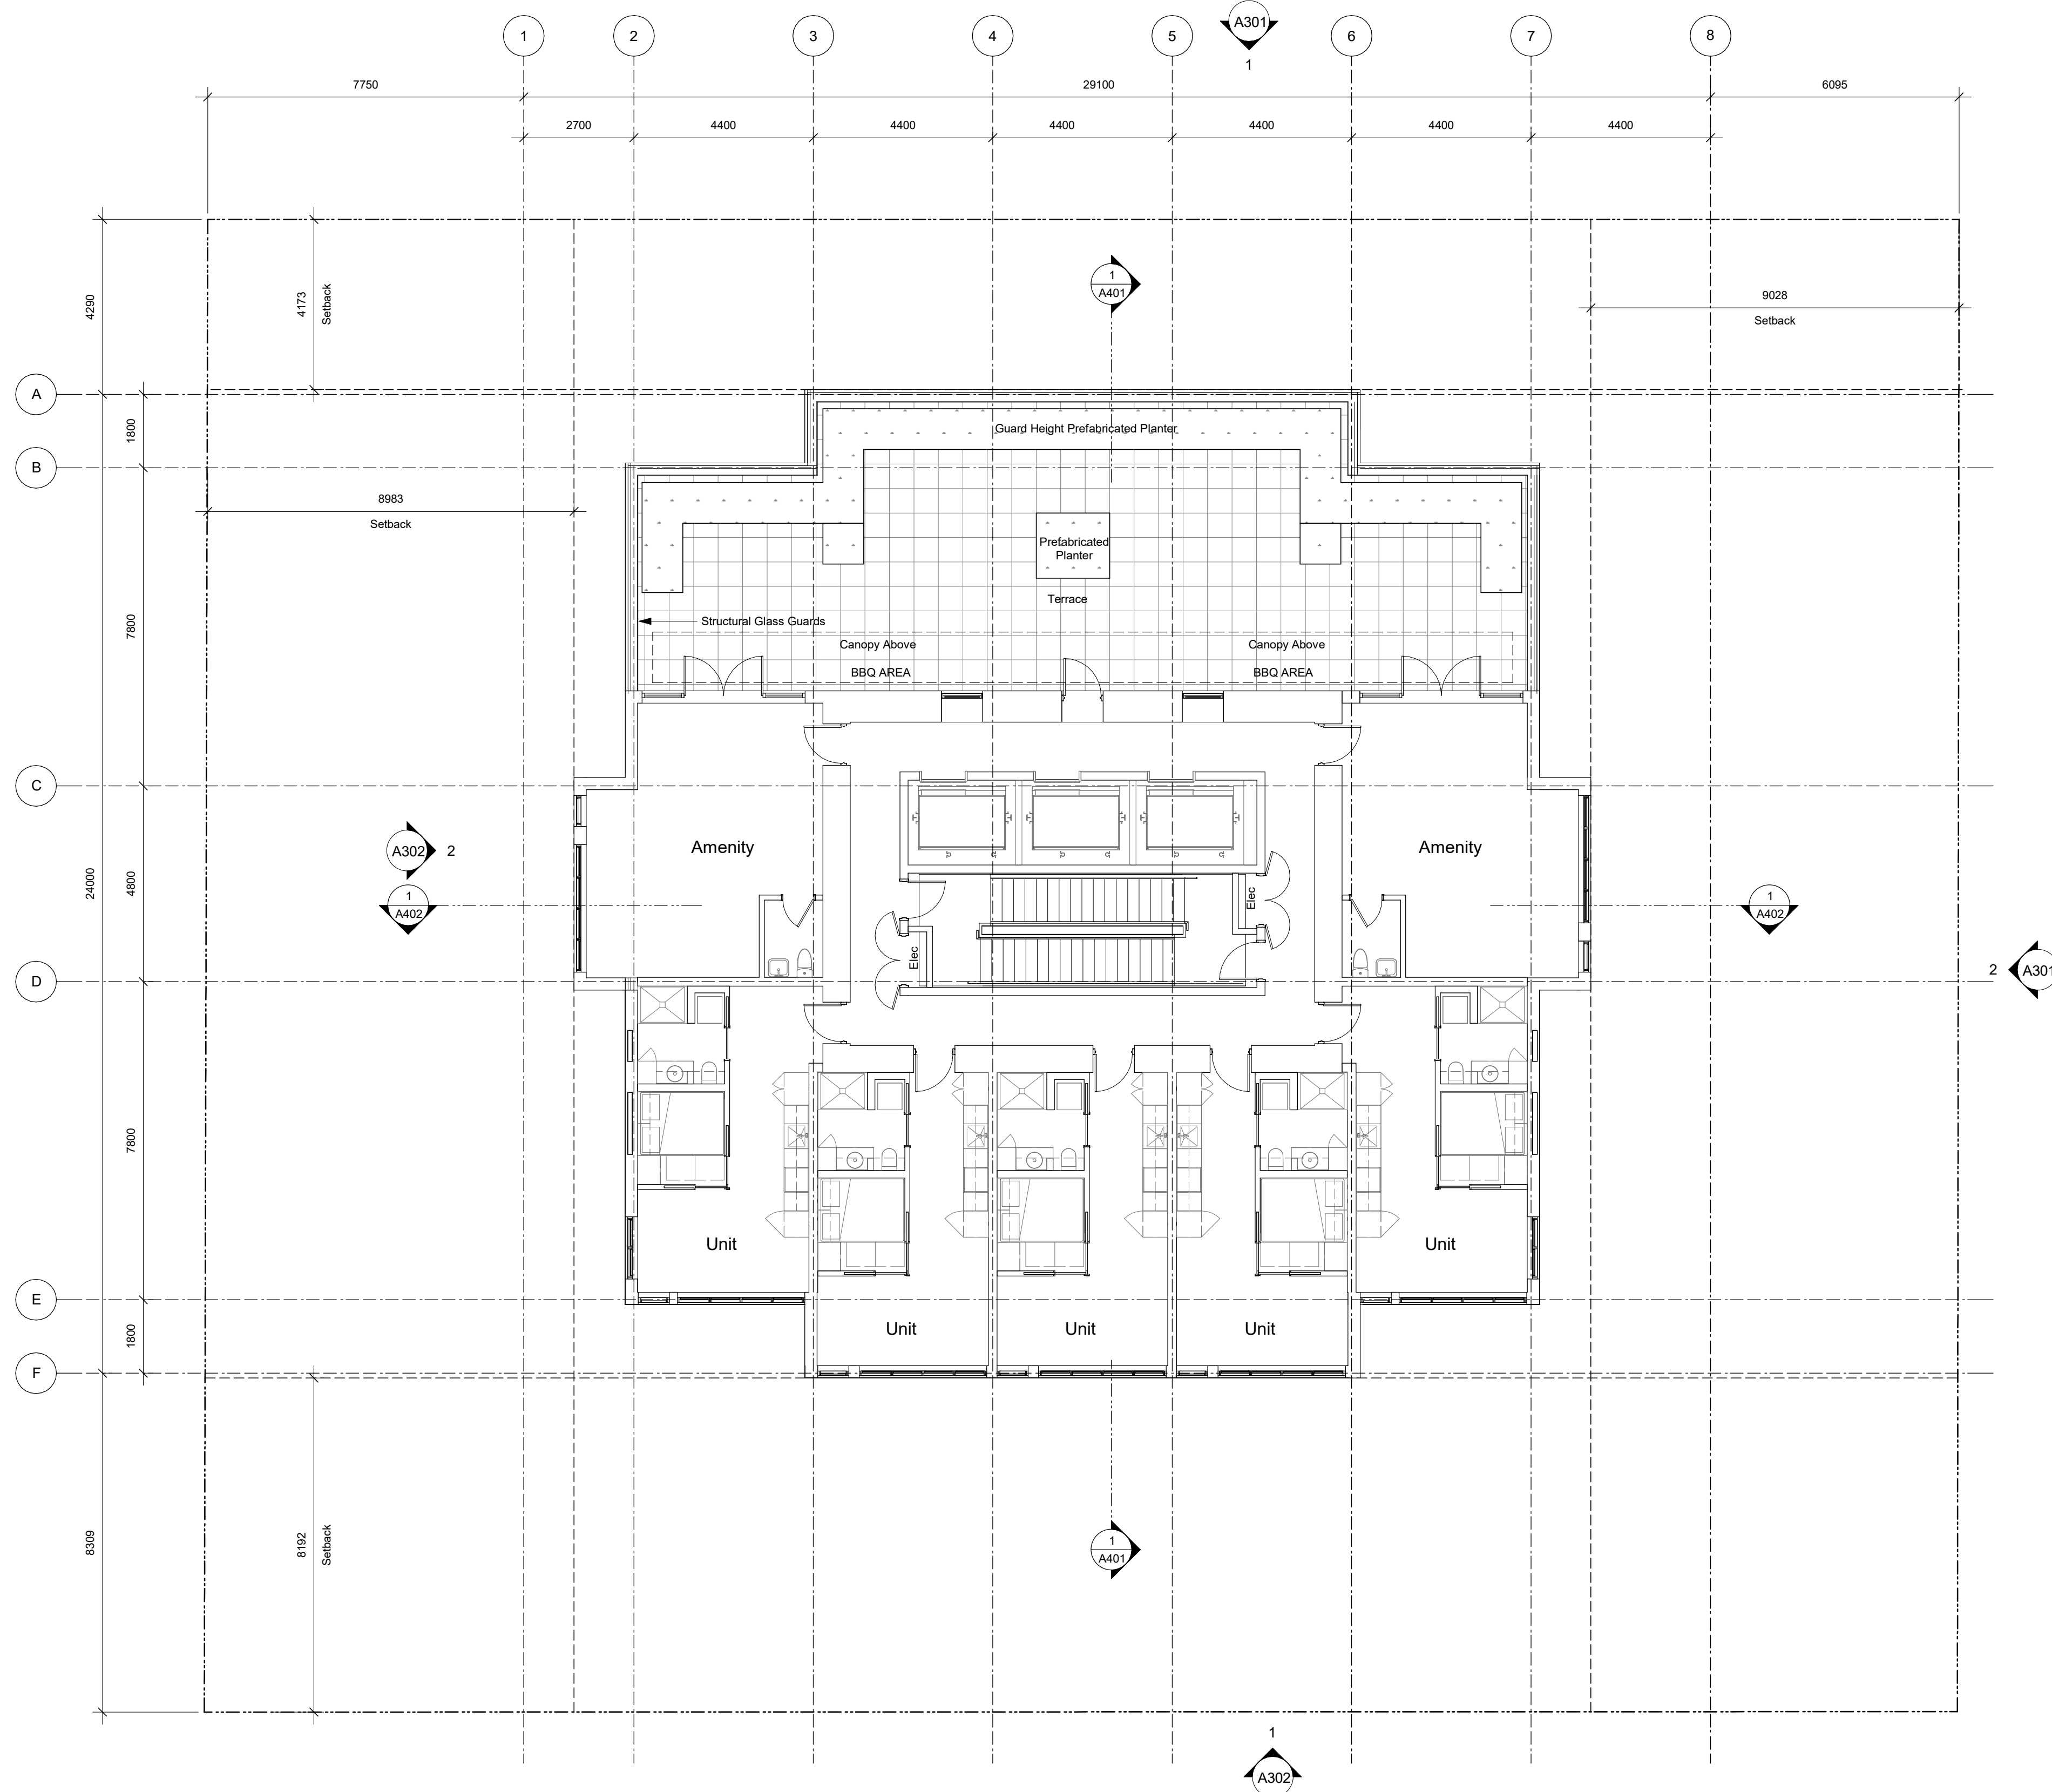 A301
1
1
2
3
4
5
6
7
8
7750
29100
6095
2700
4400
4400
4400
4400
4400
4400
4290
4173
Setback
1
A401
9028
Setback
A
1800
Guard Height Prefabricated Planter
B
8983
Setback
Prefabricated
Planter
Terrace
7800
Structural Glass Guards
Canopy Above
Canopy Above
BBQ AREA
BBQ AREA
C
A302
2
Amenity
Amenity
24000
4800
1
A402
1
A402
Elec
Elec
D
2
A301
7800
Unit
Unit
E
1800
Unit
Unit
Unit
F
8309
8192
Setback
1
A401
1
A302